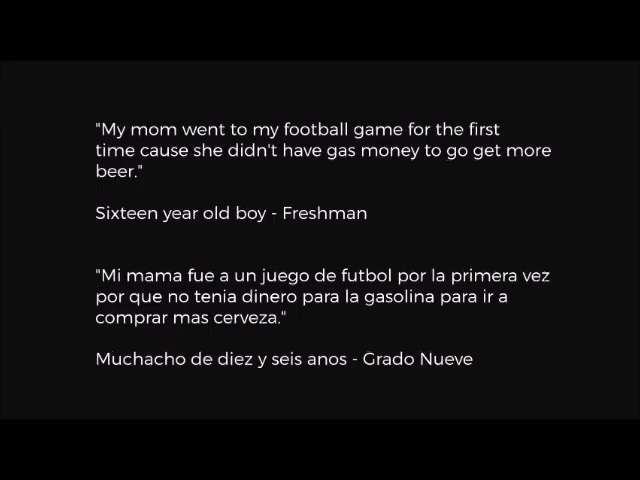 "My mom went to my football game for the first
time cause she didn't have gas money to go get more
beer."
Sixteen year old boy - Freshman
"Mi mama fue a un juego de futbol por la primera vez
por que no tenia dinero para la gasolina para ir a
comprar mas cerveza."
Muchacho de diez y seis anos - Grado Nueve